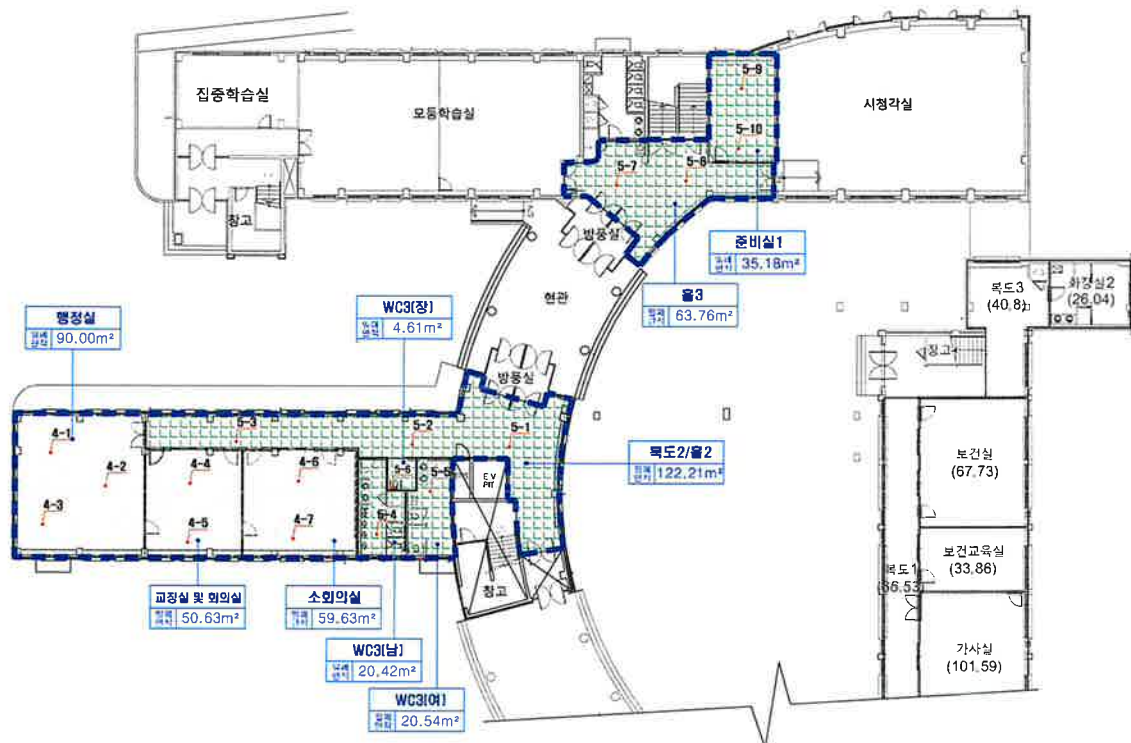 집중학습실
모둠학습실
시청각실
5-9
5-10
5-8
5-7
창고
방풍실
준비실1
35.18m²
현관
홀3
63.76m²
복도3
(40.8)
화장실2
(26.04)
WC3(장)
4.61m²
행정실
90.00m²
창고
방풍실
4-1
4-2
4-3
5-3
5-2
5-1
4-4
4-6
5-6
5-5
EV
PIT
4-5
4-7
5-4
복도2/홀2
122.21m²
보건실
(67.73)
보건교육실
(33.86)
복도1
가사실
(101.59)
교장실 및 회의실
50.63m²
소회의실
59.63m²
창고
WC3(남)
20.42m²
WC3(여)
20.54m²